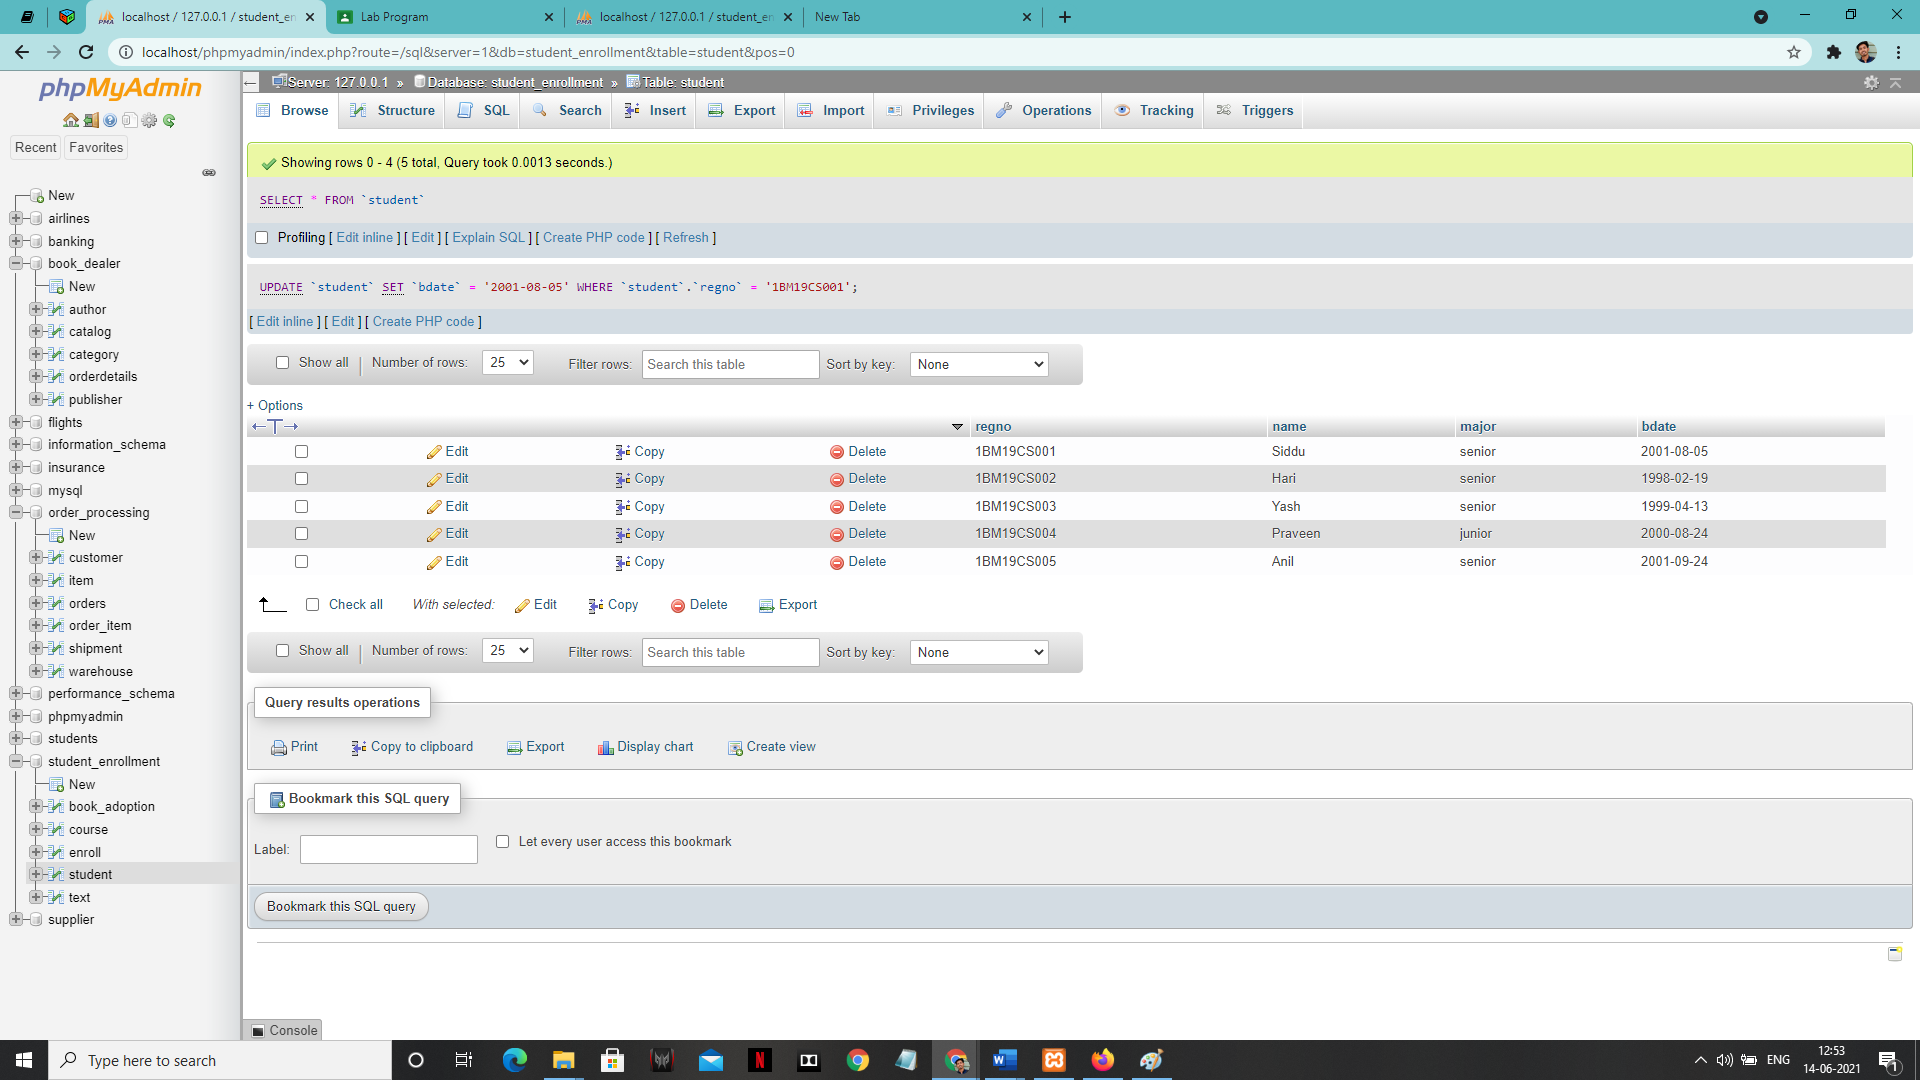 localhost / 127.0.0.1 / student_en
Lab Program
localhost / 127.0.0.1 / student_en
New Tab
localhost/phpmyadmin/index.php?route=/sql&server=1&db=student_enrollment&table=student&pos=0
phpMyAdmin
Recent Favorites
New
airlines
banking
book_dealer
New
author
catalog
category
orderdetails
publisher
flights
information_schema
insurance
mysql
order_processing
New
customer
item
orders
order_item
shipment
warehouse
performance_schema
phpmyadmin
students
student_enrollment
New
book_adoption
course
enroll
student
text
supplier
Server: 127.0.0.1 » Database: student_enrollment » Table: student
Browse Structure SQL Search Insert Export Import Privileges Operations Tracking Triggers
Showing rows 0 - 4 (5 total, Query took 0.0013 seconds.)
SELECT * FROM `student`
Profiling [ Edit inline ] [ Edit ] [ Explain SQL ] [ Create PHP code ] [ Refresh ]
UPDATE `student` SET `bdate` = '2001-08-05' WHERE `student`.`regno` = '1BM19CS001';
[ Edit inline ] [ Edit ] [ Create PHP code ]
Show all | Number of rows: 25 Filter rows: Search this table Sort by key: None
+ Options
←T→ regno name major bdate
Edit Copy Delete 1BM19CS001 Siddu senior 2001-08-05
Edit Copy Delete 1BM19CS002 Hari senior 1998-02-19
Edit Copy Delete 1BM19CS003 Yash senior 1999-04-13
Edit Copy Delete 1BM19CS004 Praveen junior 2000-08-24
Edit Copy Delete 1BM19CS005 Anil senior 2001-09-24
Check all With selected: Edit Copy Delete Export
Show all | Number of rows: 25 Filter rows: Search this table Sort by key: None
Query results operations
Print Copy to clipboard Export Display chart Create view
Bookmark this SQL query
Label: Let every user access this bookmark
Bookmark this SQL query
Console
Type here to search
ENG
12:53
14-06-2021
1